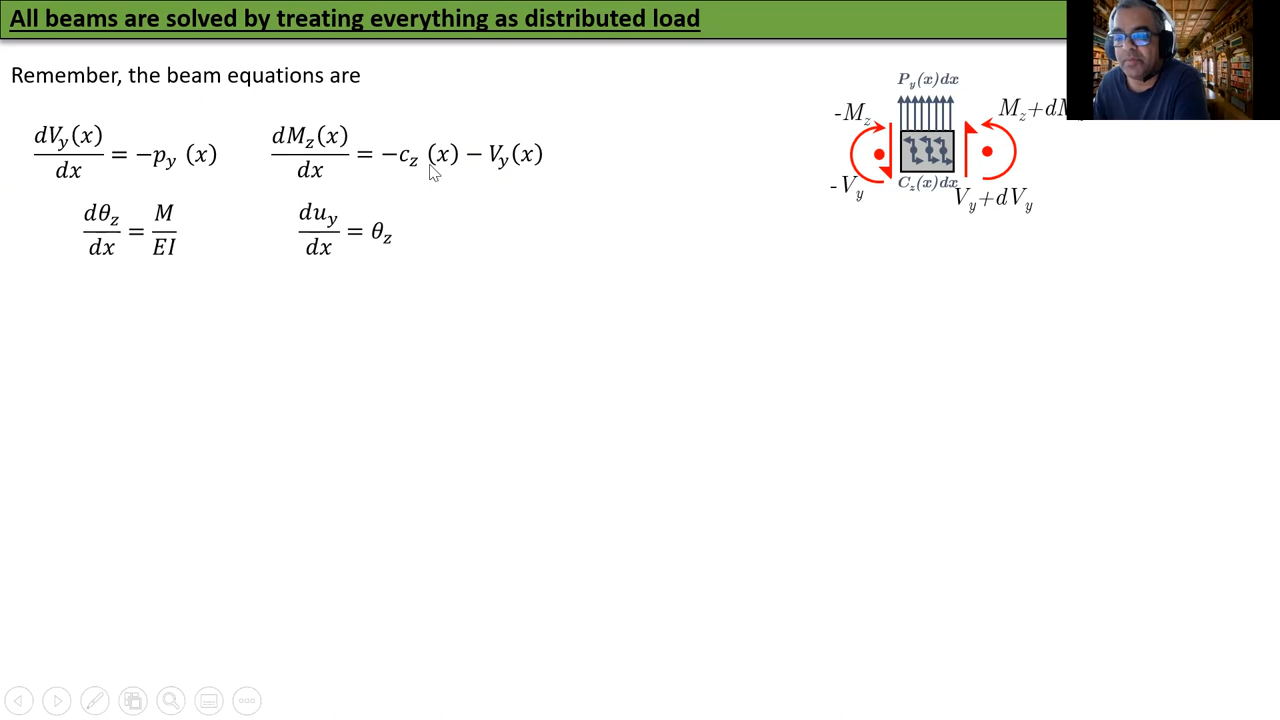 All beams are solved by treating everything as distributed load
Remember, the beam equations are
dV_y(x)/dx = −p_y (x)    dM_z(x)/dx = −c_z (x) − V_y(x)
dθ_z/dx = M/EI    du_y/dx = θ_z
P_y(x)dx
-M_z
M_z+dM
C_z(x)dx
-V_y
V_y+dV_y